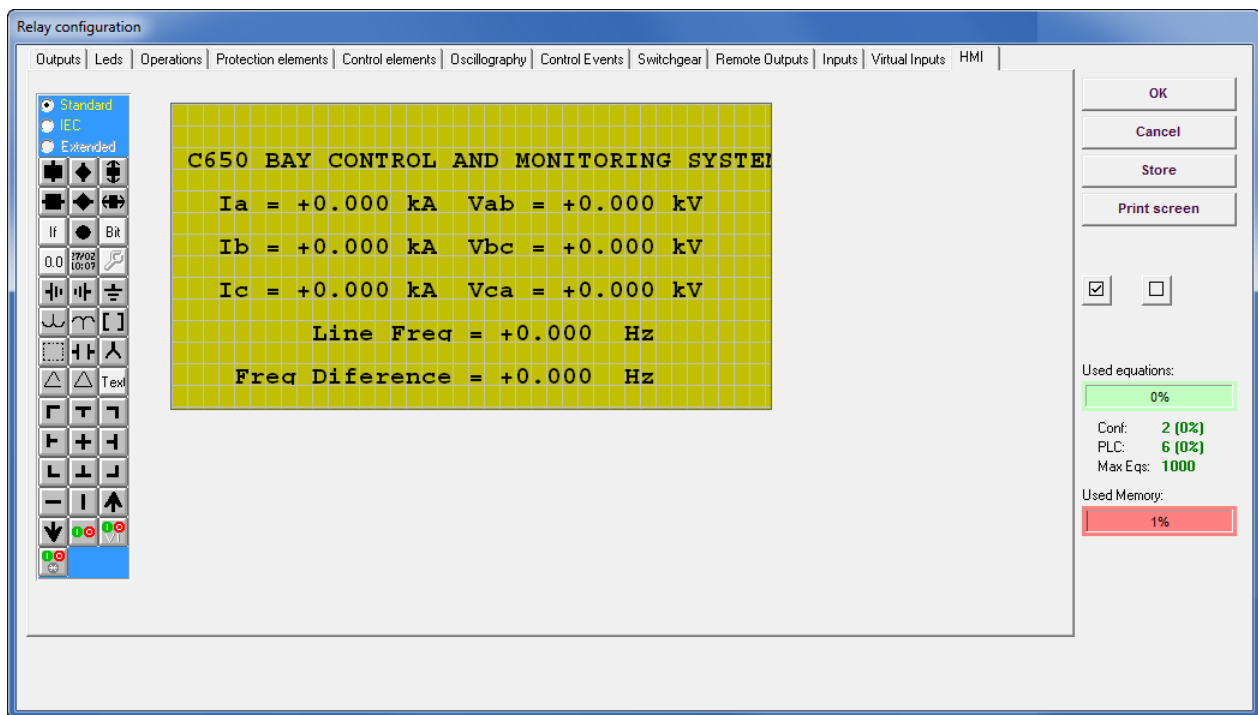 Relay configuration
Outputs Leds Operations Protection elements Control elements Oscillography Control Events Switchgear Remote Outputs Inputs Virtual Inputs HMI
Standard
IEC
Extended
If Bit
0.0 27/02 10:07
Text
C650 BAY CONTROL AND MONITORING SYSTEM
Ia = +0.000 kA Vab = +0.000 kV
Ib = +0.000 kA Vbc = +0.000 kV
Ic = +0.000 kA Vca = +0.000 kV
Line Freq = +0.000 Hz
Freq Diference = +0.000 Hz
OK
Cancel
Store
Print screen
Used equations:
0%
Conf: 2 (0%)
PLC: 6 (0%)
Max Eqs: 1000
Used Memory:
1%